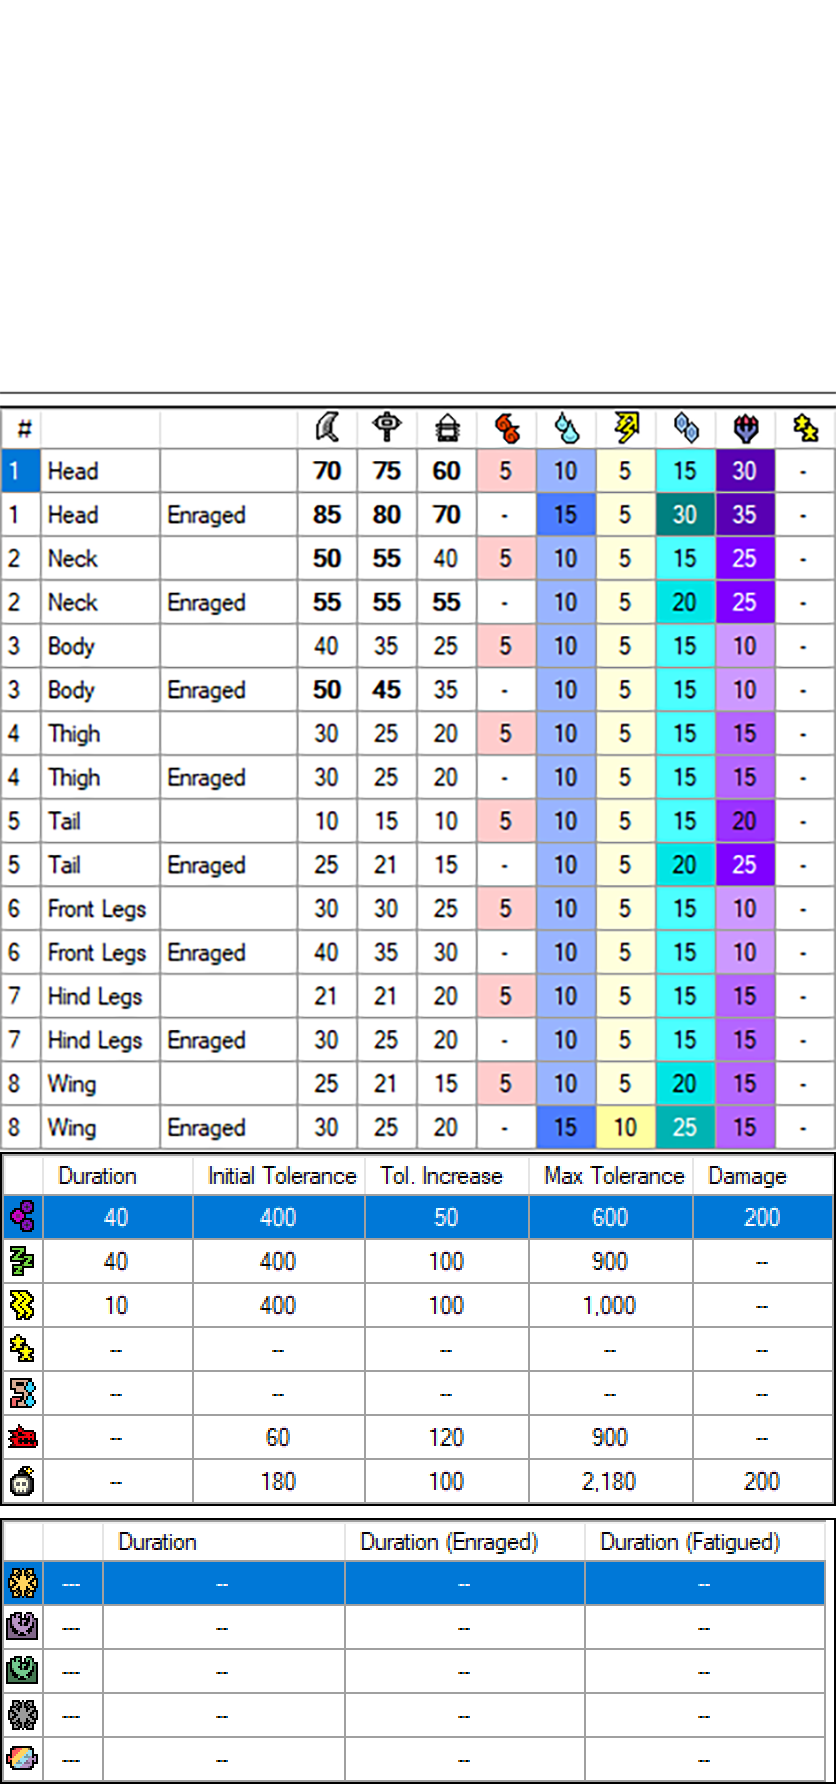 #
1 Head 70 75 60 5 10 5 15 30 -
1 Head Enraged 85 80 70 - 15 5 30 35 -
2 Neck 50 55 40 5 10 5 15 25 -
2 Neck Enraged 55 55 55 - 10 5 20 25 -
3 Body 40 35 25 5 10 5 15 10 -
3 Body Enraged 50 45 35 - 10 5 15 10 -
4 Thigh 30 25 20 5 10 5 15 15 -
4 Thigh Enraged 30 25 20 - 10 5 15 15 -
5 Tail 10 15 10 5 10 5 15 20 -
5 Tail Enraged 25 21 15 - 10 5 20 25 -
6 Front Legs 30 30 25 5 10 5 15 10 -
6 Front Legs Enraged 40 35 30 - 10 5 15 10 -
7 Hind Legs 21 21 20 5 10 5 15 15 -
7 Hind Legs Enraged 30 25 20 - 10 5 15 15 -
8 Wing 25 21 15 5 10 5 20 15 -
8 Wing Enraged 30 25 20 - 15 10 25 15 -
Duration Initial Tolerance Tol. Increase Max Tolerance Damage
40 400 50 600 200
40 400 100 900 --
10 400 100 1,000 --
-- -- -- -- --
-- -- -- -- --
-- 60 120 900 --
-- 180 100 2,180 200
Duration Duration (Enraged) Duration (Fatigued)
--- -- -- --
--- -- -- --
--- -- -- --
--- -- -- --
--- -- -- --